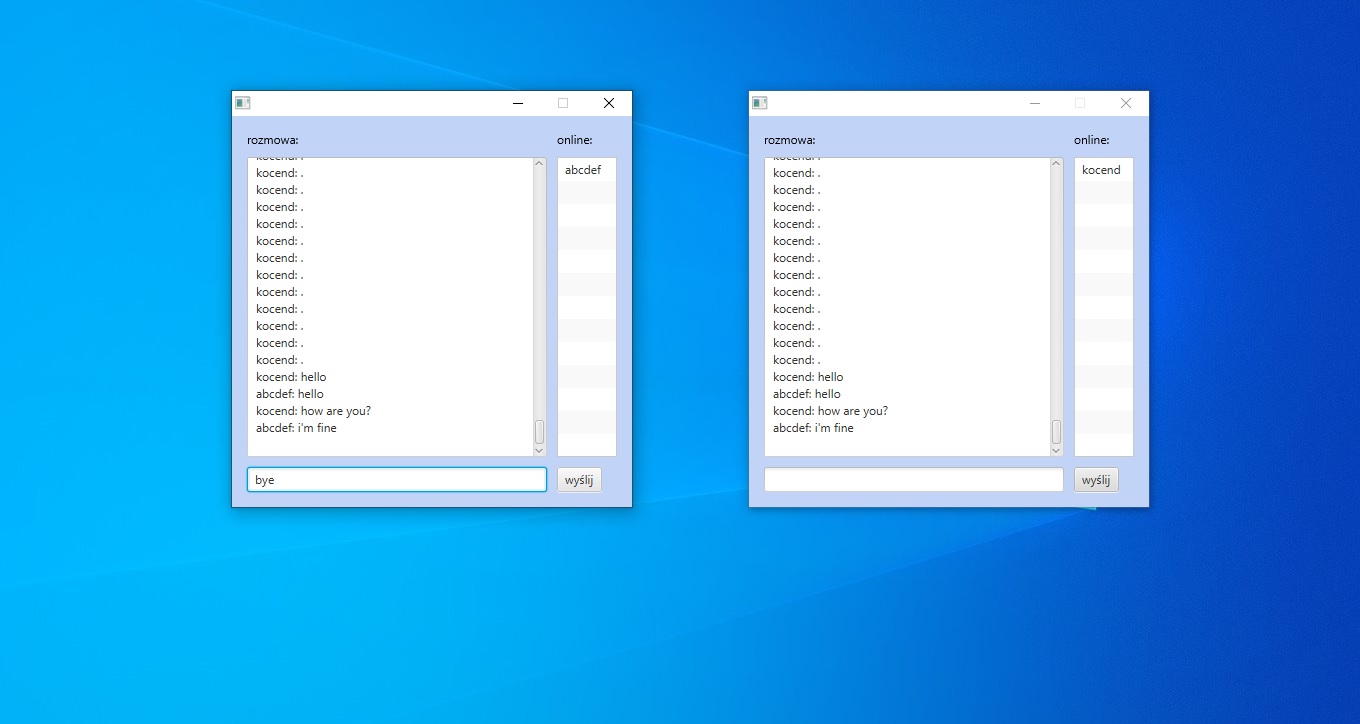 rozmowa:
online:
kocend: .
kocend: .
kocend: .
kocend: .
kocend: .
kocend: .
kocend: .
kocend: .
kocend: .
kocend: .
kocend: .
kocend: .
kocend: .
kocend: hello
abcdef: hello
kocend: how are you?
abcdef: i'm fine
abcdef
bye
wyślij
rozmowa:
online:
kocend: .
kocend: .
kocend: .
kocend: .
kocend: .
kocend: .
kocend: .
kocend: .
kocend: .
kocend: .
kocend: .
kocend: .
kocend: .
kocend: hello
abcdef: hello
kocend: how are you?
abcdef: i'm fine
kocend
wyślij